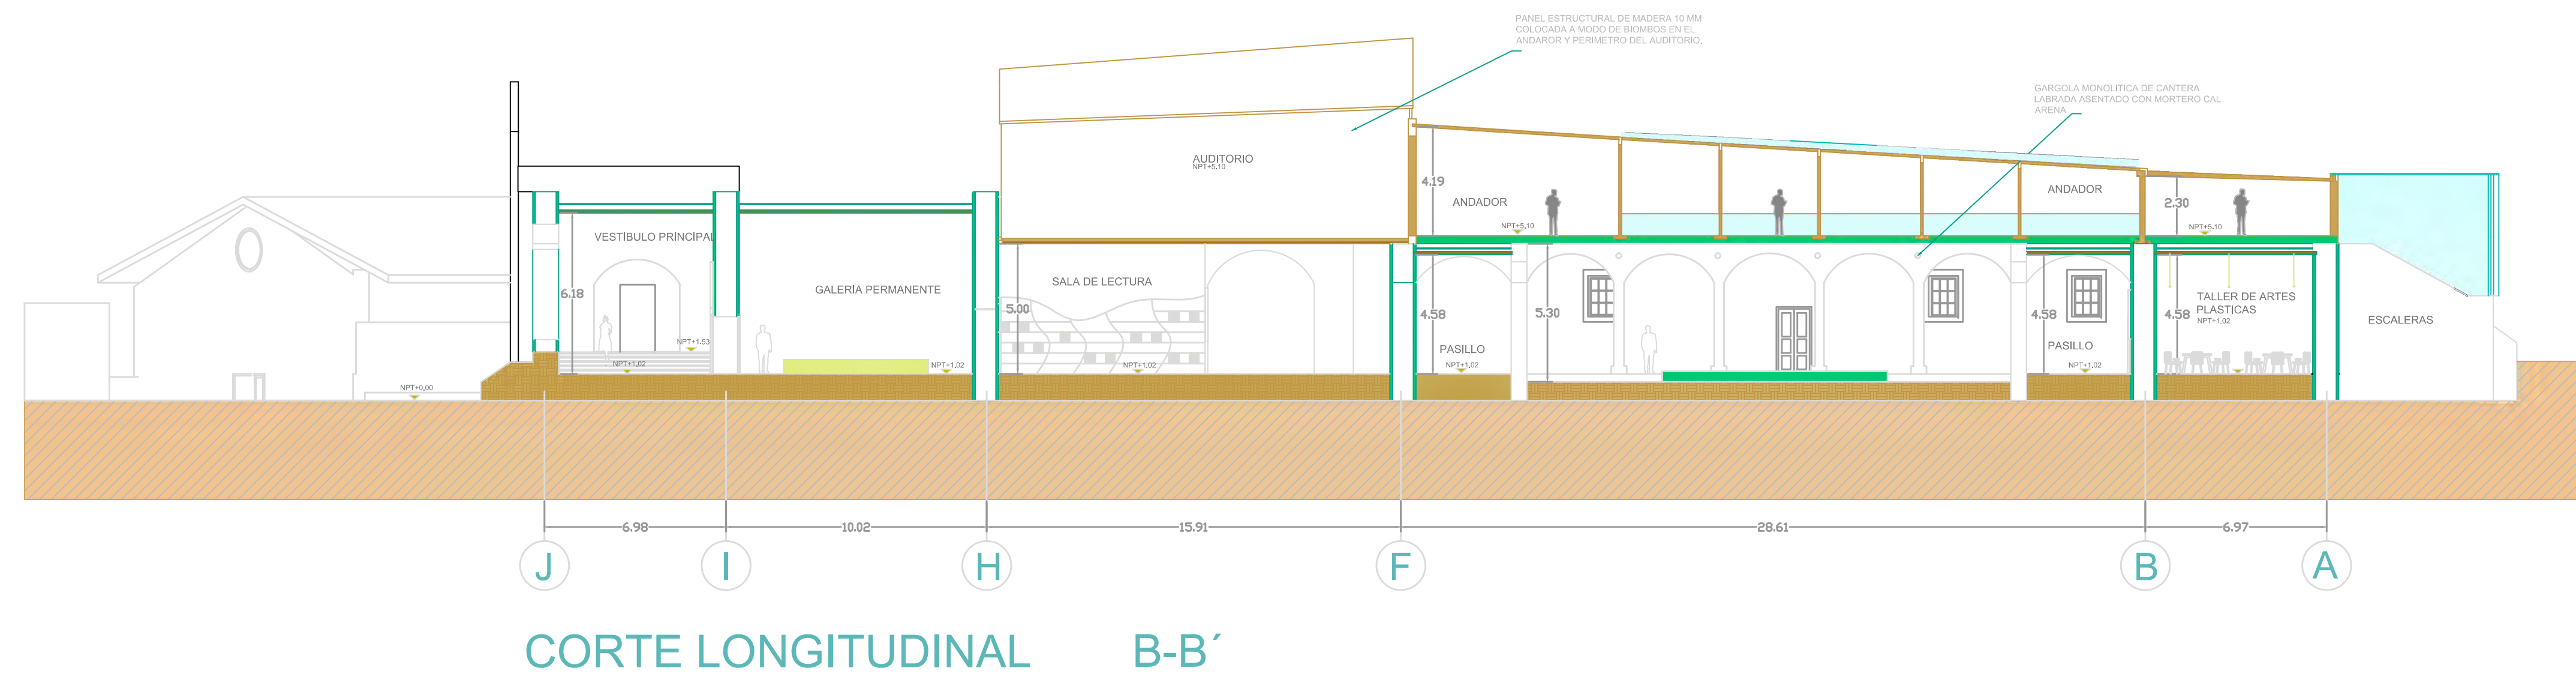 PANEL ESTRUCTURAL DE MADERA 10 MM
COLOCADA A MODO DE BIOMBOS EN EL
ANDAROR Y PERIMETRO DEL AUDITORIO.
GARGOLA MONOLITICA DE CANTERA
LABRADA ASENTADO CON MORTERO CAL
ARENA
AUDITORIO
NPT+5,10
4.19
ANDADOR
NPT+5,10
ANDADOR
2.30
NPT+5,10
VESTIBULO PRINCIPAL
6.18
NPT+1.53
NPT+1,02
GALERÍA PERMANENTE
NPT+1,02
SALA DE LECTURA
5.00
NPT+1,02
4.58
PASILLO
NPT+1,02
5.30
4.58
PASILLO
NPT+1,02
4.58
TALLER DE ARTES
PLASTICAS
NPT+1,02
ESCALERAS
NPT+0,00
6.98
10.02
15.91
28.61
6.97
J
I
H
F
B
A
CORTE LONGITUDINAL B-B´